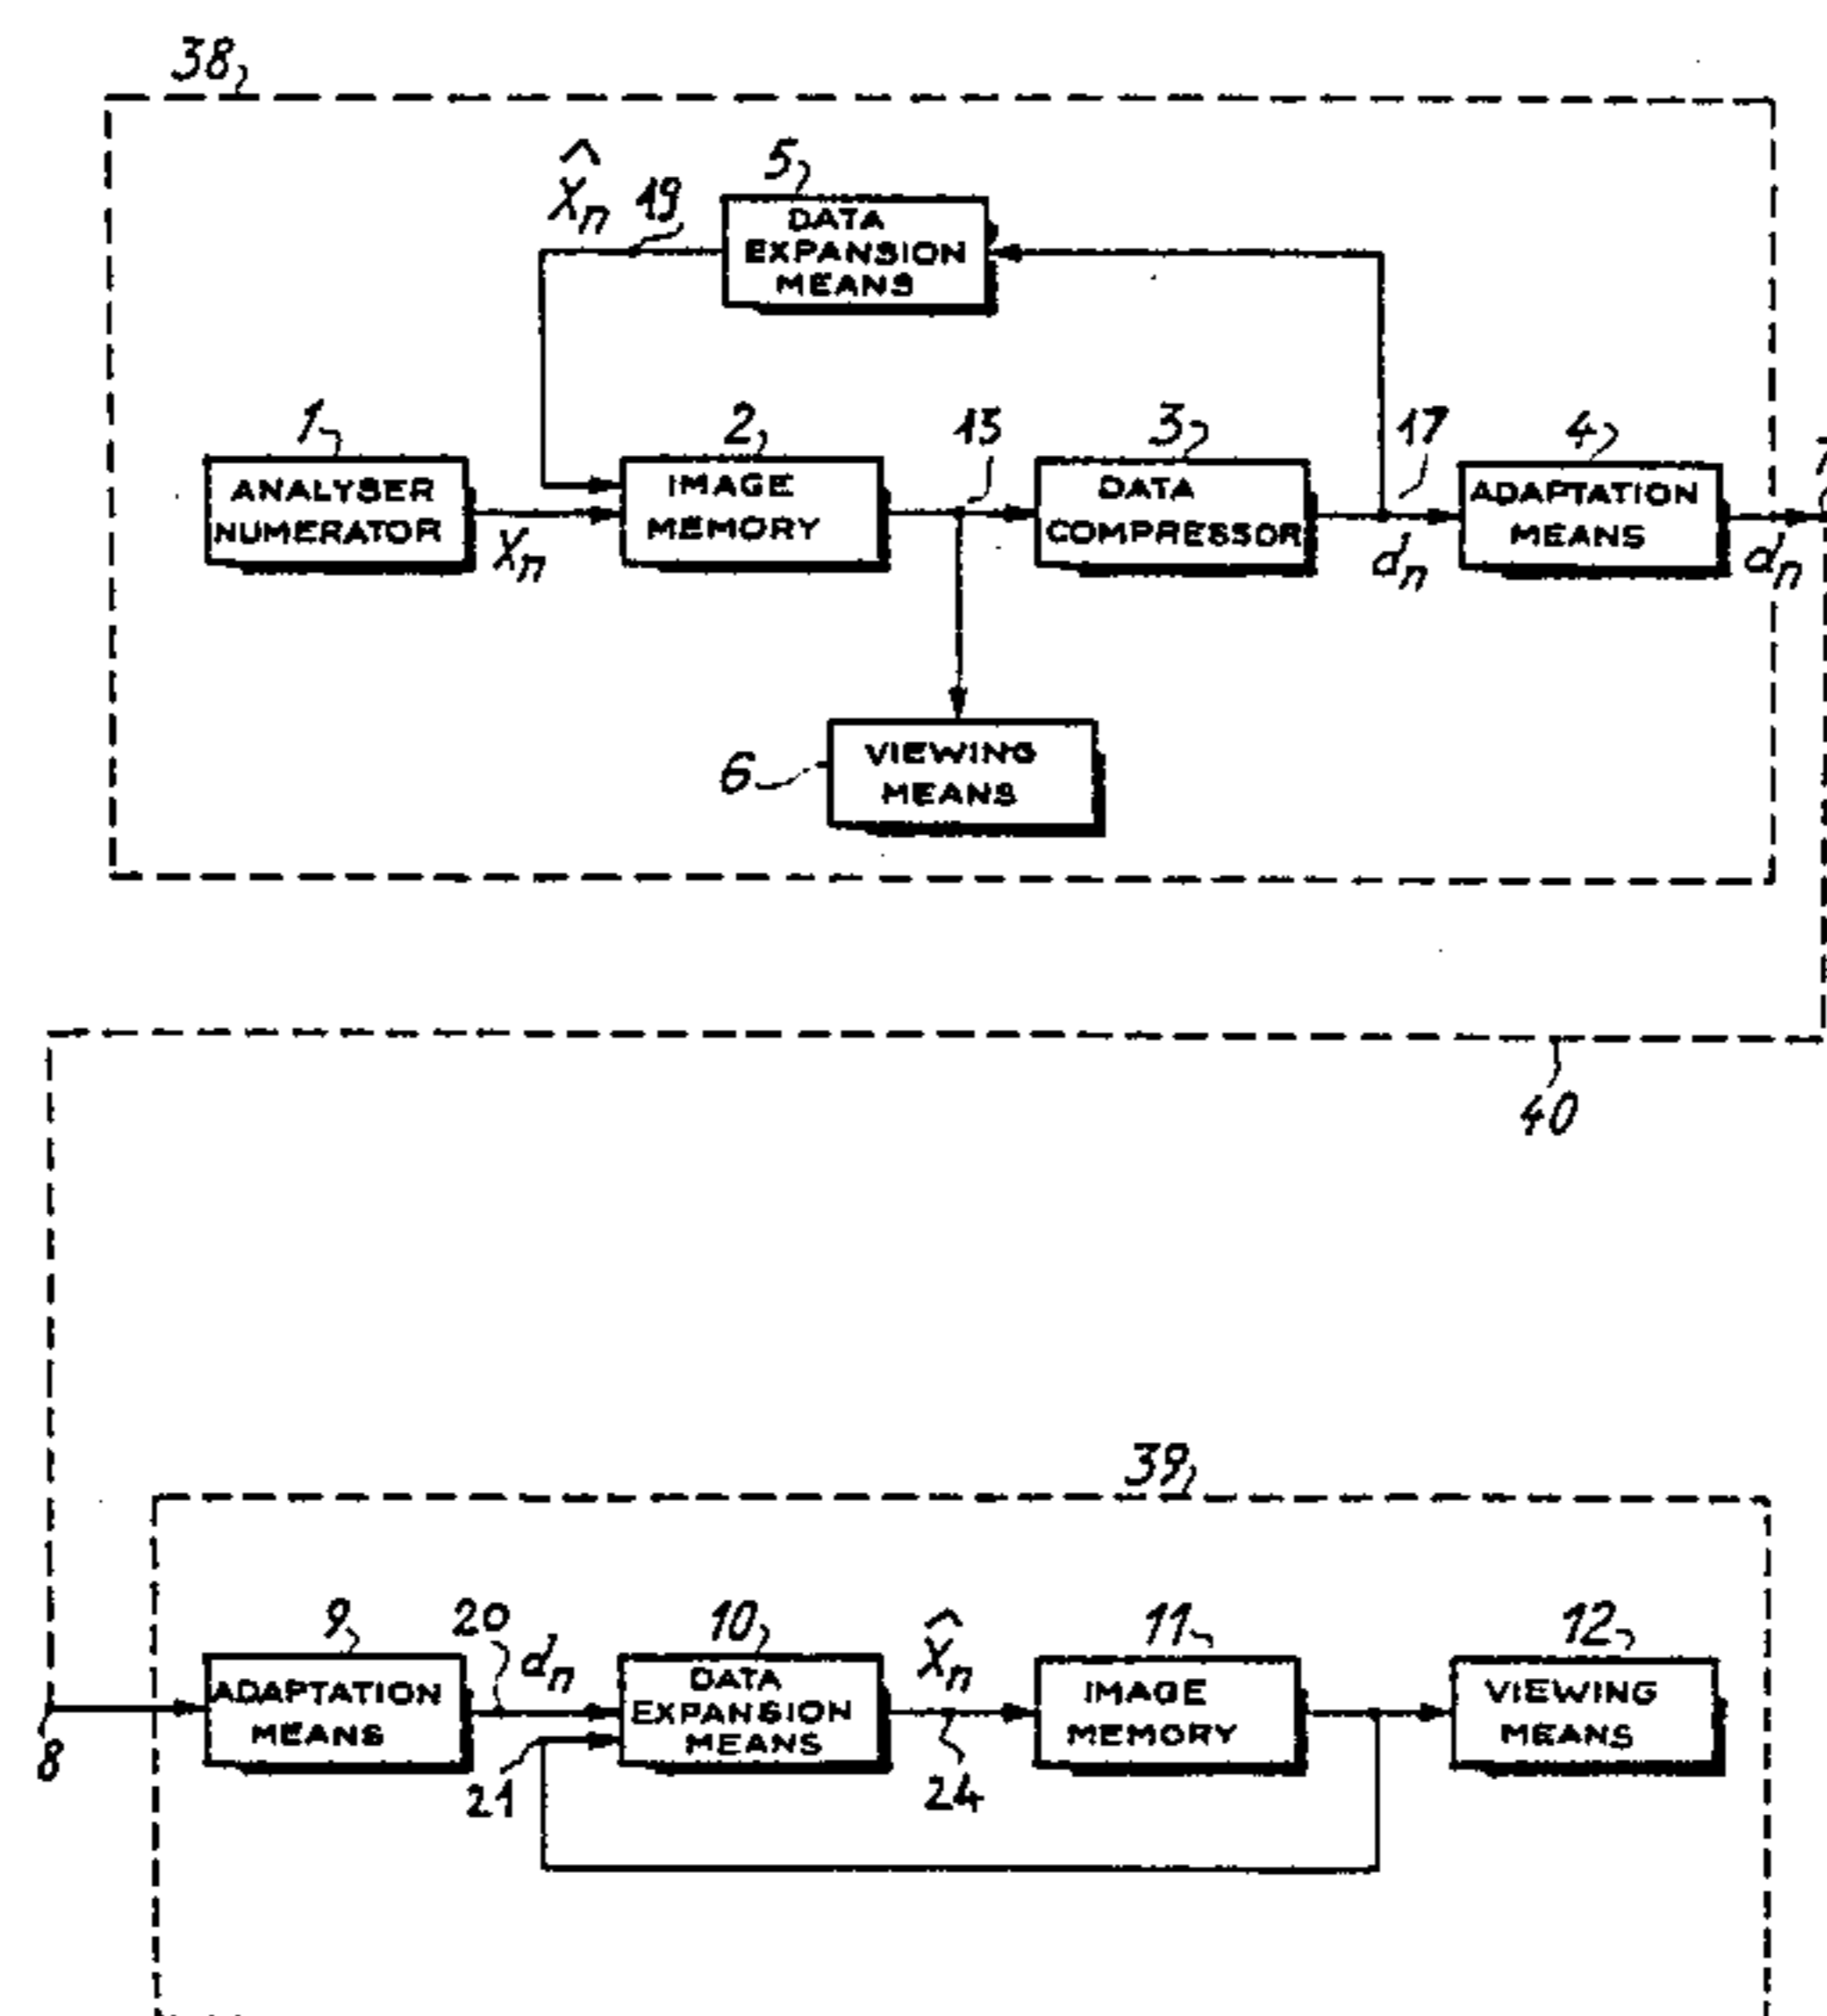 38
X̂n 19
5
DATA
EXPANSION
MEANS
1
ANALYSER
NUMERATOR
Xn
2
IMAGE
MEMORY
13
3
DATA
COMPRESSOR
17
dn
4
ADAPTATION
MEANS
dn
7
6
VIEWING
MEANS
40
39
8
9
ADAPTATION
MEANS
20
dn
21
10
DATA
EXPANSION
MEANS
X̂n
24
11
IMAGE
MEMORY
12
VIEWING
MEANS